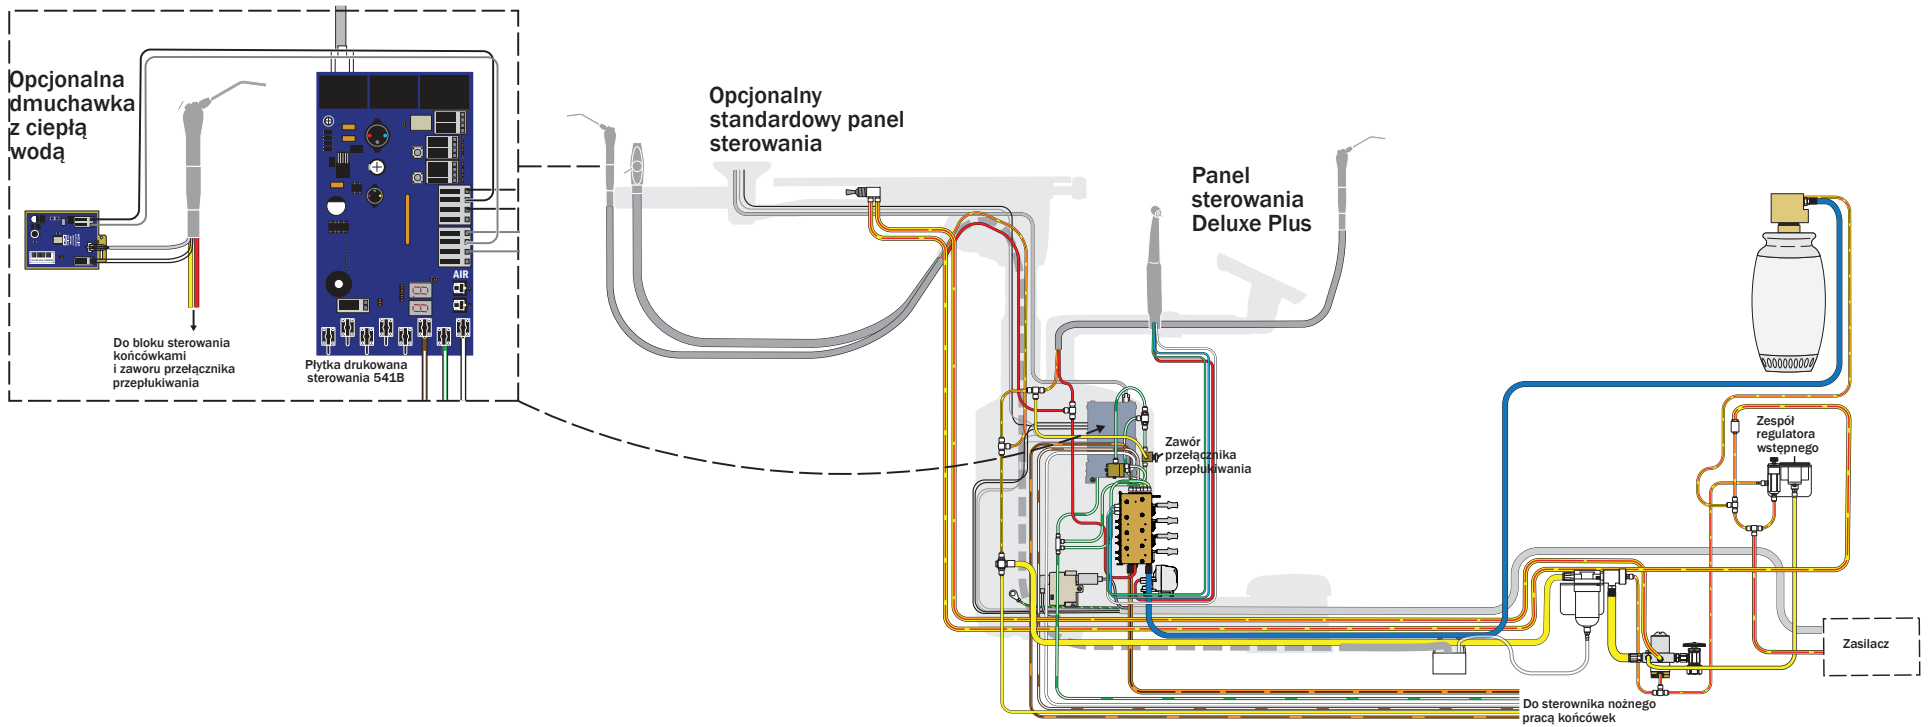 Opcjonalna
dmuchawka
z ciepłą
wodą
Do bloku sterowania
końcówkami
i zaworu przełącznika
przepłukiwania
AIR
Płytka drukowana
sterowania 541B
Opcjonalny
standardowy panel
sterowania
Panel
sterowania
Deluxe Plus
Zawór
przełącznika
przepłukiwania
Zespół
regulatora
wstępnego
Zasilacz
Do sterownika nożnego
pracą końcówek